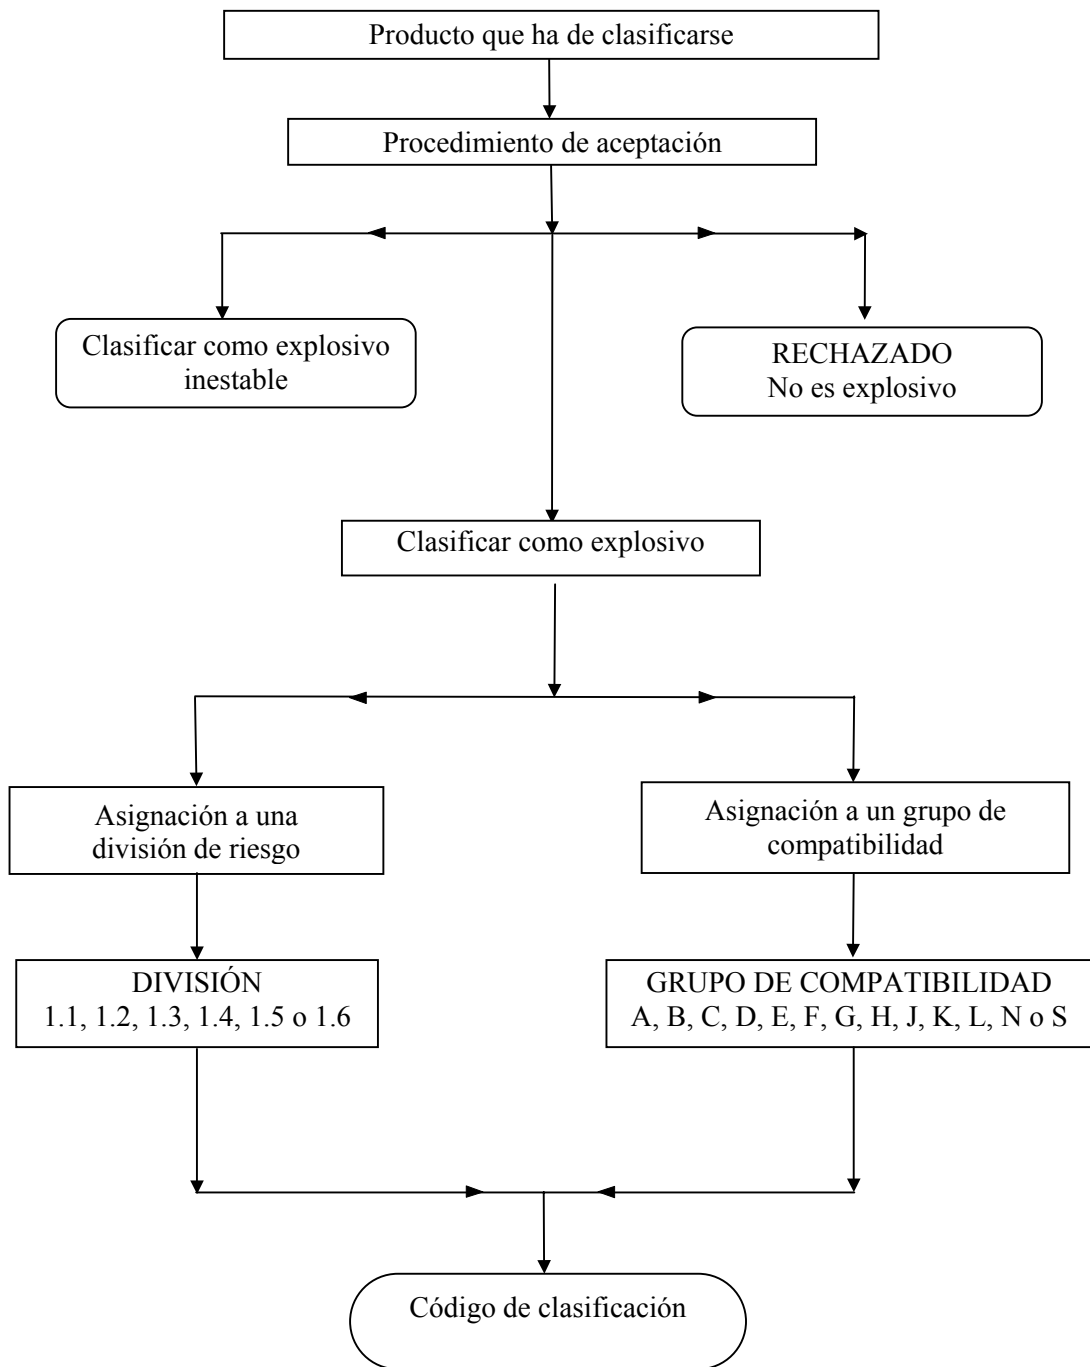 Producto que ha de clasificarse
Procedimiento de aceptación
Clasificar como explosivo
inestable
RECHAZADO
No es explosivo
Clasificar como explosivo
Asignación a una
división de riesgo
Asignación a un grupo de
compatibilidad
DIVISIÓN
1.1, 1.2, 1.3, 1.4, 1.5 o 1.6
GRUPO DE COMPATIBILIDAD
A, B, C, D, E, F, G, H, J, K, L, N o S
Código de clasificación